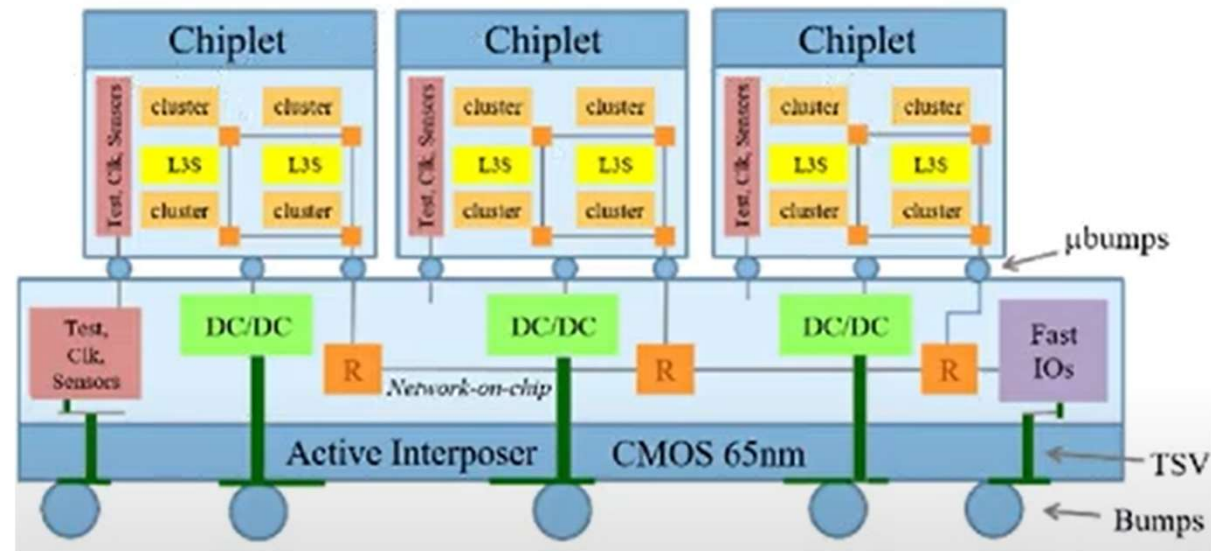 Chiplet
Chiplet
Chiplet
Test, Clk, Sensors
cluster
cluster
L3S
L3S
cluster
cluster
Test, Clk, Sensors
cluster
cluster
L3S
L3S
cluster
cluster
Test, Clk, Sensors
cluster
cluster
L3S
L3S
cluster
cluster
μbumps
Test,
Clk,
Sensors
DC/DC
R
Network-on-chip
DC/DC
R
DC/DC
R
Fast
IOs
Active Interposer
CMOS 65nm
TSV
Bumps